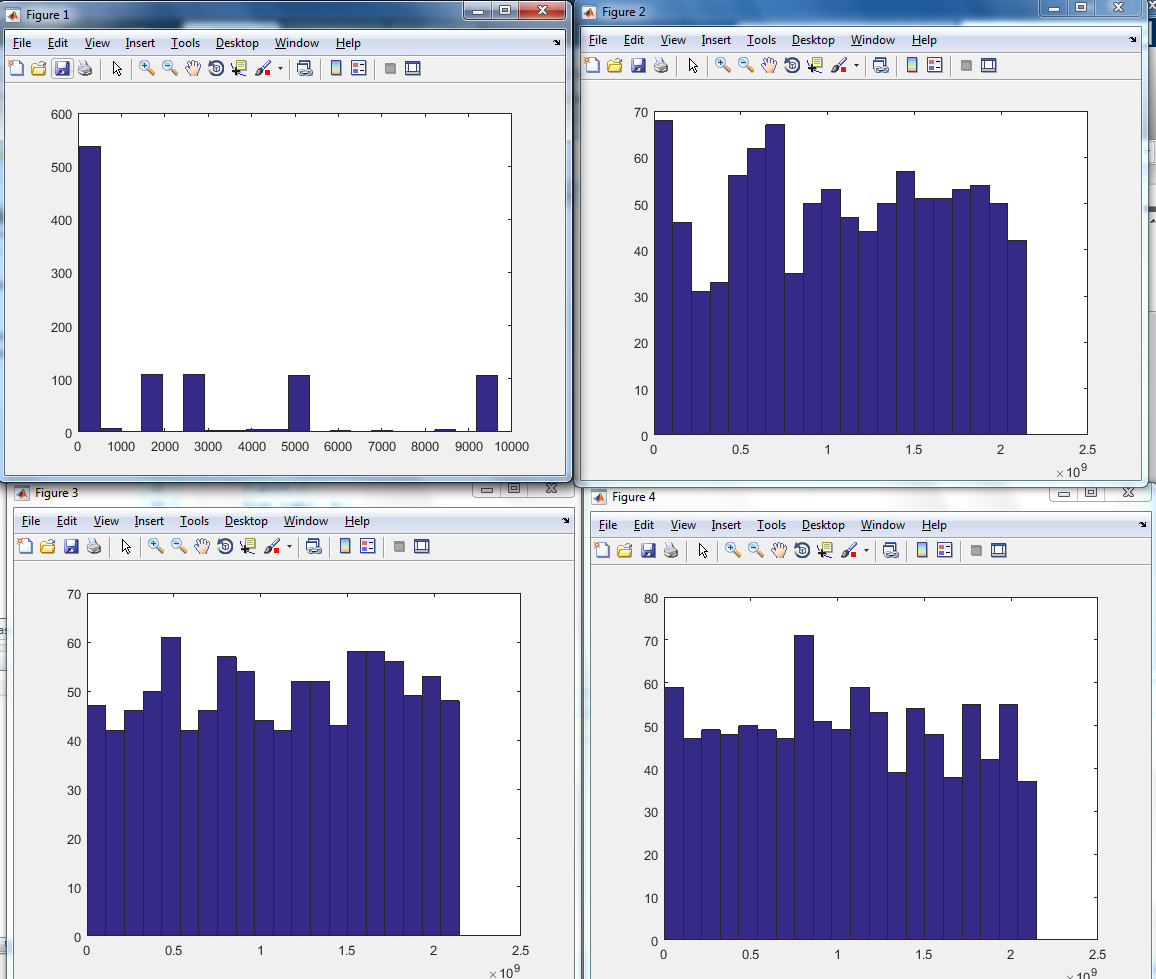 Figure 1
File Edit View Insert Tools Desktop Window Help
600
500
400
300
200
100
0
0 1000 2000 3000 4000 5000 6000 7000 8000 9000 10000
Figure 2
File Edit View Insert Tools Desktop Window Help
70
60
50
40
30
20
10
0
0 0.5 1 1.5 2 2.5
×10^9
Figure 3
File Edit View Insert Tools Desktop Window Help
70
60
50
40
30
20
10
0
0 0.5 1 1.5 2 2.5
×10^9
Figure 4
File Edit View Insert Tools Desktop Window Help
80
70
60
50
40
30
20
10
0
0 0.5 1 1.5 2 2.5
×10^9